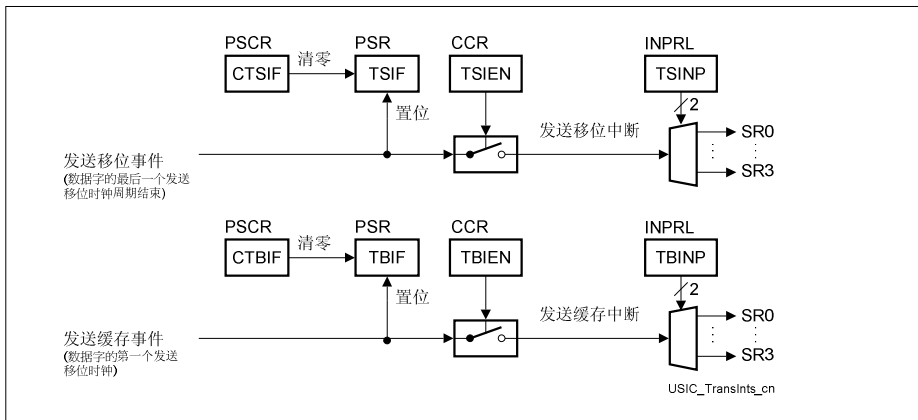 PSCR PSR CCR INPRL
CTSIF 清零 TSIF TSIEN TSINP
置位 2
发送移位中断 SR0
发送移位事件
(数据字的最后一个发送
移位时钟周期结束)
SR3
PSCR PSR CCR INPRL
CTBIF 清零 TBIF TBIEN TBINP
置位 2
发送缓存中断 SR0
发送缓存事件
(数据字的第一个发送
移位时钟)
SR3
USIC_TransInts_cn